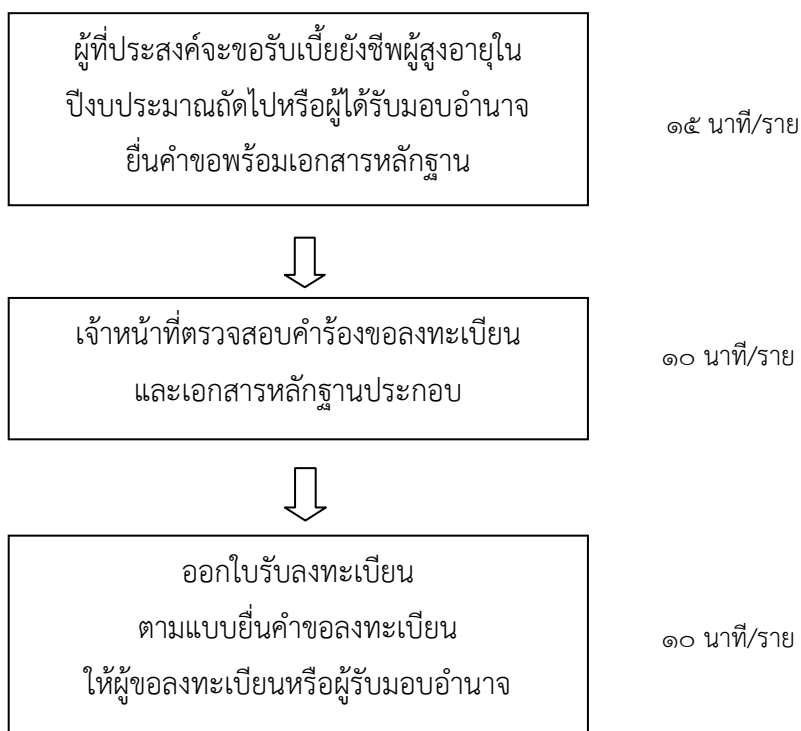 ผู้ที่ประสงค์จะขอรับเบี้ยยังชีพผู้สูงอายุใน
ปีงบประมาณถัดไปหรือผู้ได้รับมอบอำนาจ
ยื่นคำขอพร้อมเอกสารหลักฐาน
๑๕ นาที/ราย
เจ้าหน้าที่ตรวจสอบคำร้องขอลงทะเบียน
และเอกสารหลักฐานประกอบ
๑๐ นาที/ราย
ออกใบรับลงทะเบียน
ตามแบบยื่นคำขอลงทะเบียน
ให้ผู้ขอลงทะเบียนหรือผู้รับมอบอำนาจ
๑๐ นาที/ราย